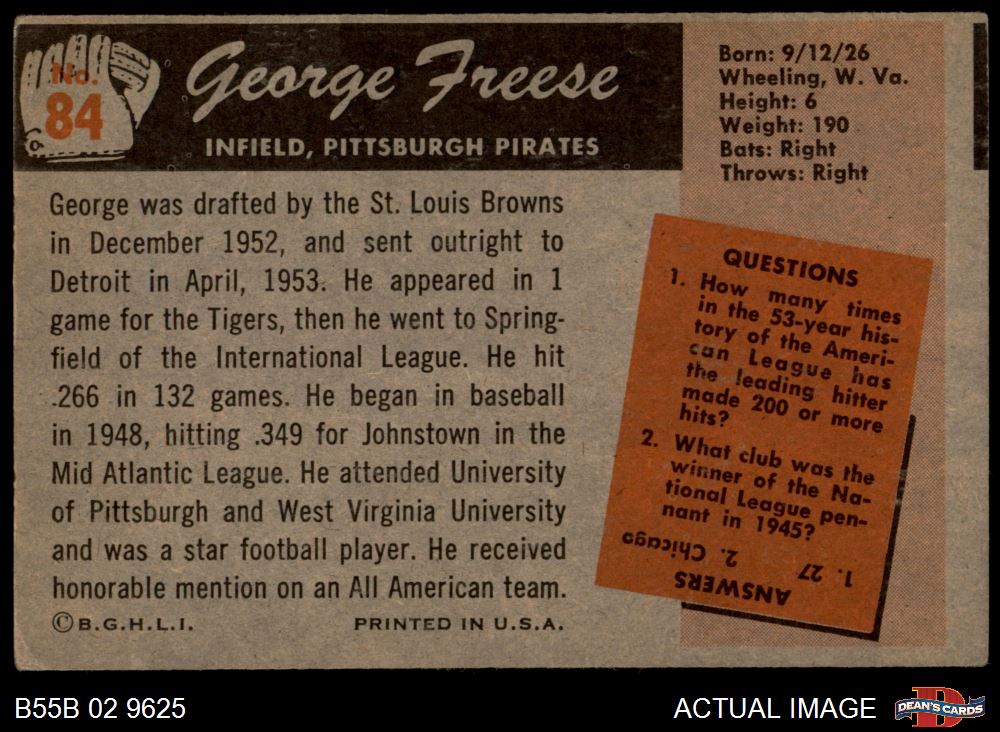 No.
84
George Freese
INFIELD, PITTSBURGH PIRATES
Born: 9/12/26
Wheeling, W. Va.
Height: 6
Weight: 190
Bats: Right
Throws: Right
George was drafted by the St. Louis Browns
in December 1952, and sent outright to
Detroit in April, 1953. He appeared in 1
game for the Tigers, then he went to Spring-
field of the International League. He hit
.266 in 132 games. He began in baseball
in 1948, hitting .349 for Johnstown in the
Mid Atlantic League. He attended University
of Pittsburgh and West Virginia University
and was a star football player. He received
honorable mention on an All American team.
©B.G.H.L.I. PRINTED IN U.S.A.
QUESTIONS
1. How many times
in the 53-year his-
tory of the Ameri-
can League has
the leading hitter
made 200 or more
hits?
2. What club was the
winner of the Na-
tional League pen-
nant in 1945?
ANSWERS
1. 27 2. Chicago
B55B 02 9625
ACTUAL IMAGE
D
DEAN'S CARDS